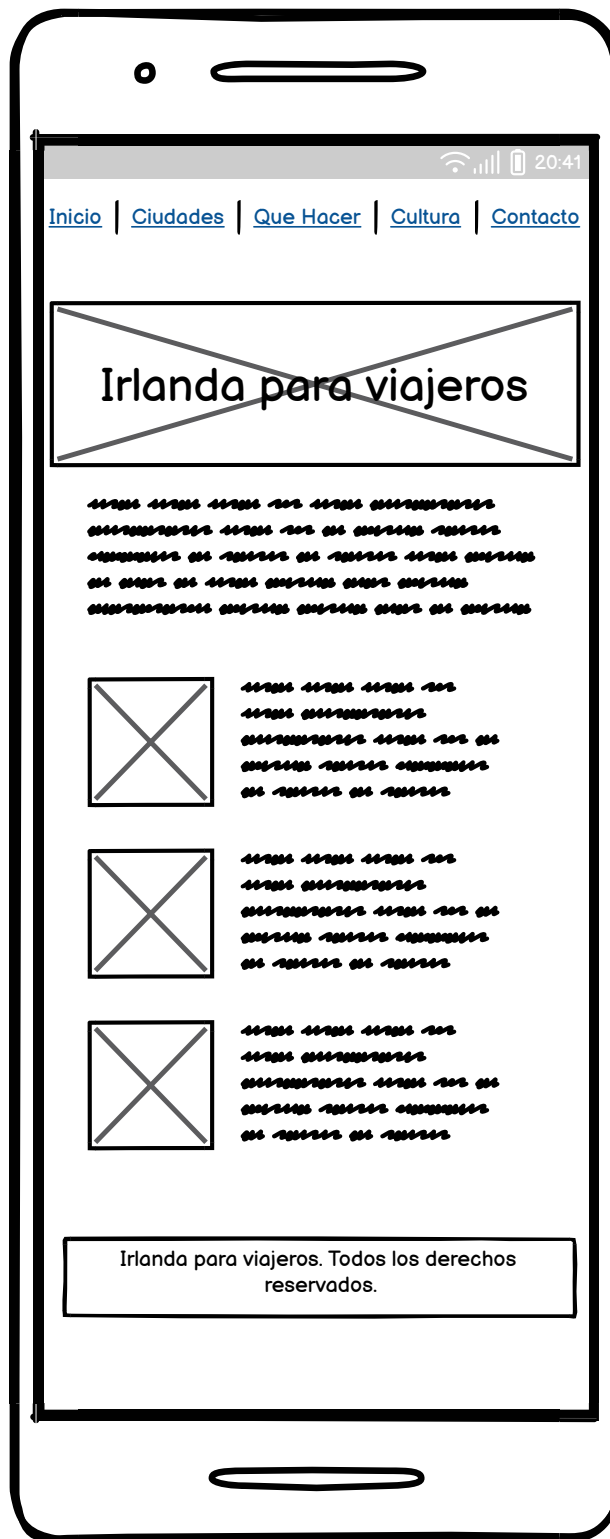 20:41
Inicio | Ciudades | Que Hacer | Cultura | Contacto
Irlanda para viajeros
Irlanda para viajeros. Todos los derechos
reservados.